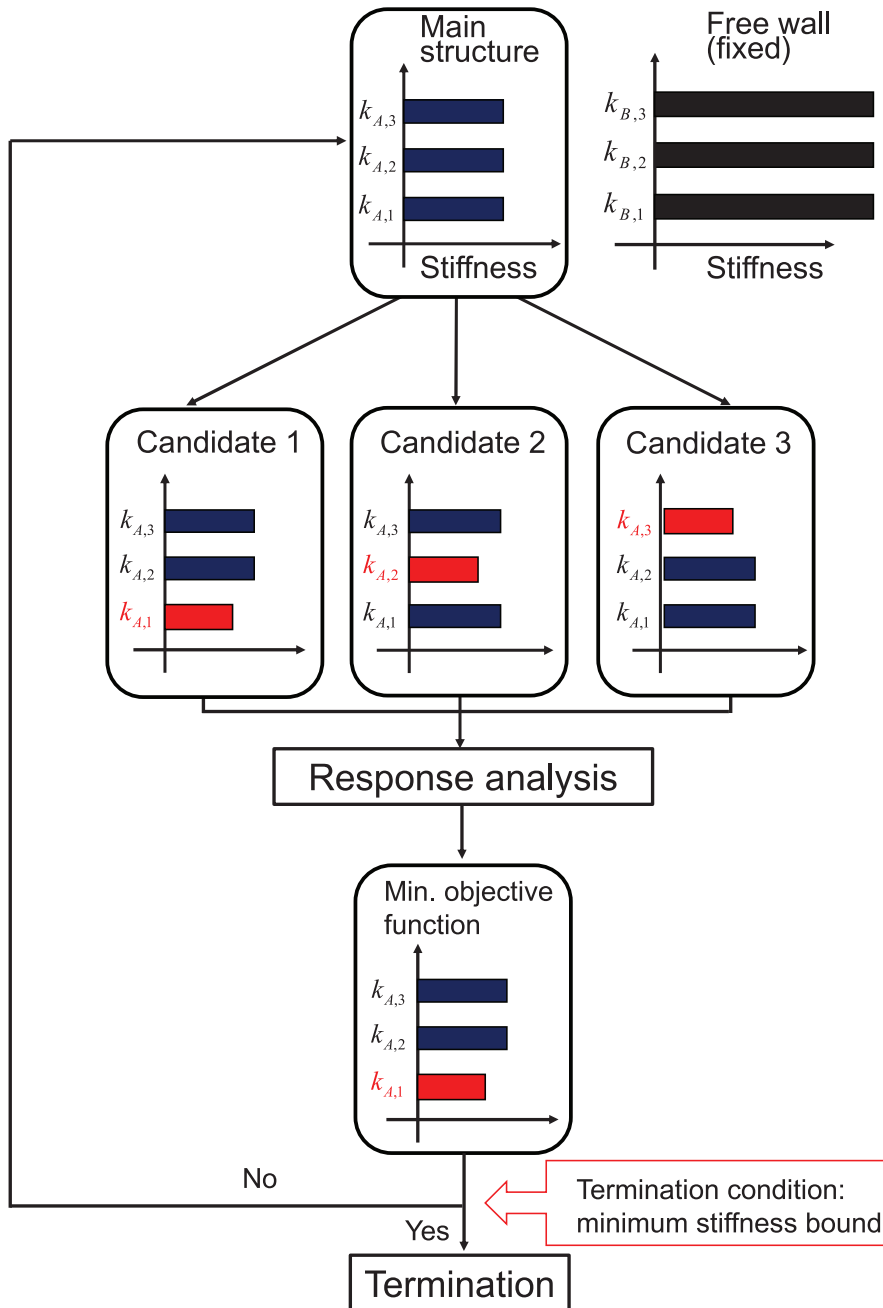 Main
structure
k_{A,3}
k_{A,2}
k_{A,1}
Stiffness
Free wall
(fixed)
k_{B,3}
k_{B,2}
k_{B,1}
Stiffness
Candidate 1
k_{A,3}
k_{A,2}
k_{A,1}
Candidate 2
k_{A,3}
k_{A,2}
k_{A,1}
Candidate 3
k_{A,3}
k_{A,2}
k_{A,1}
Response analysis
Min. objective
function
k_{A,3}
k_{A,2}
k_{A,1}
No
Termination condition:
minimum stiffness bound
Yes
Termination